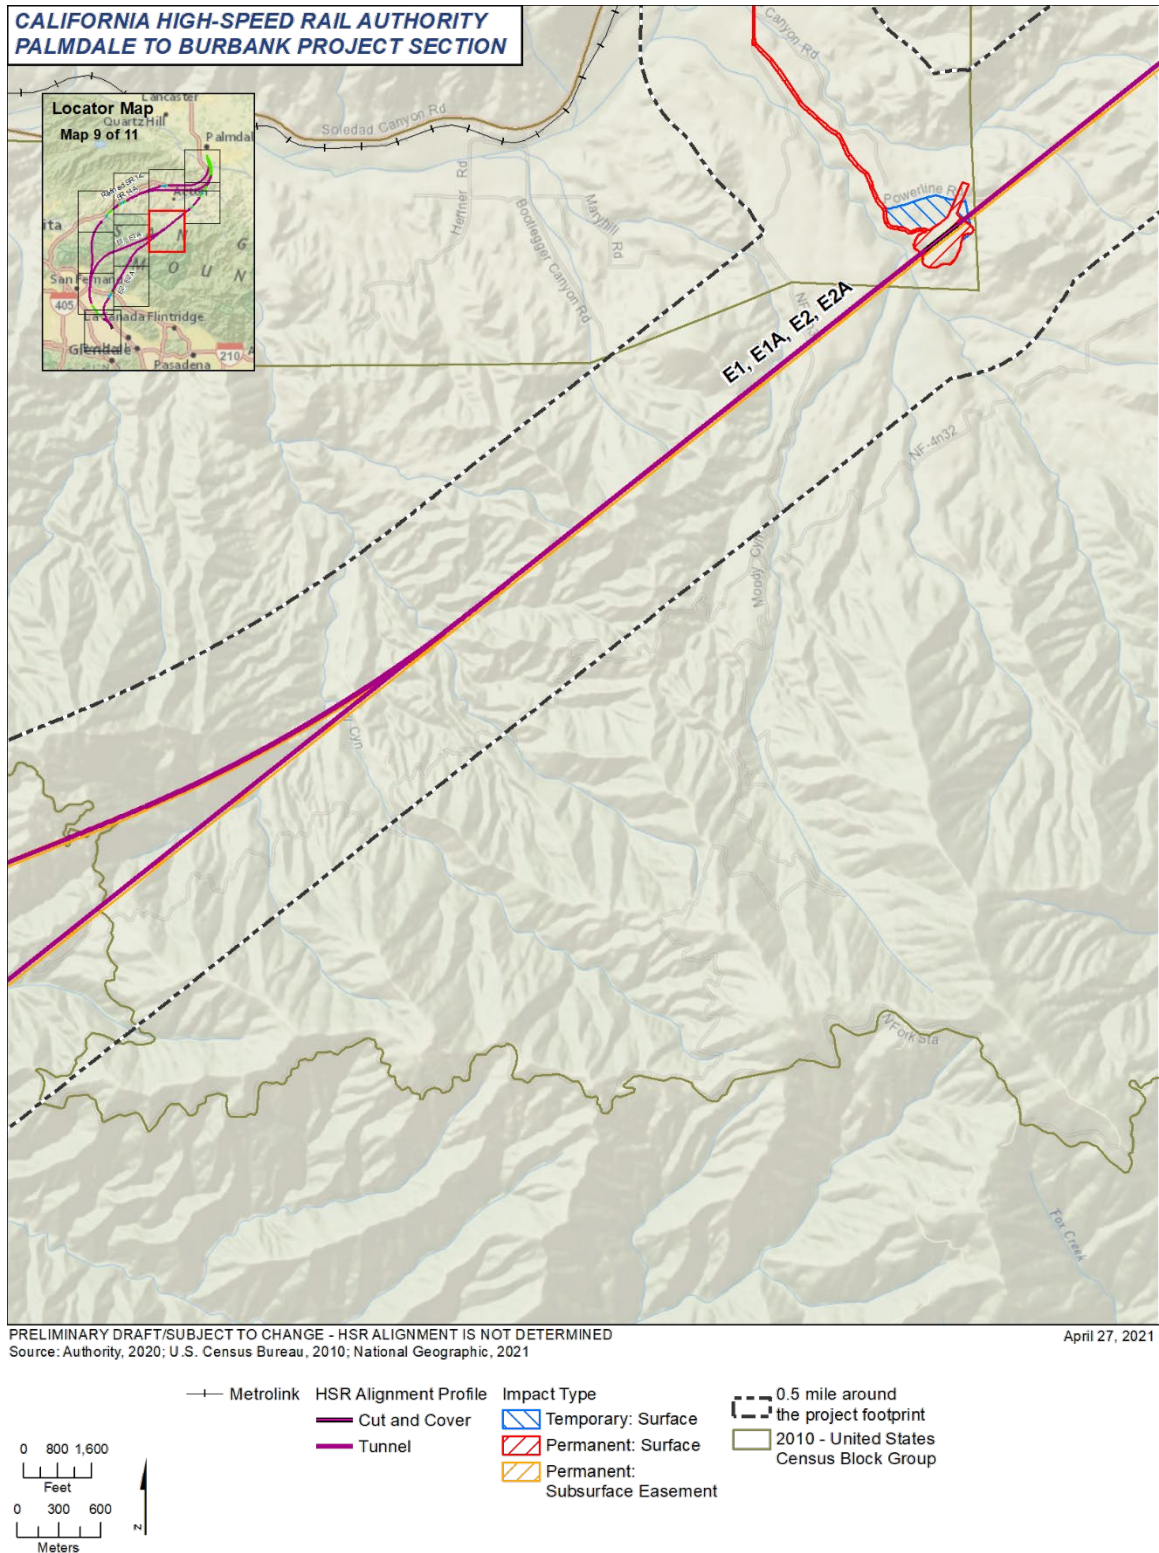 CALIFORNIA HIGH-SPEED RAIL AUTHORITY
PALMDALE TO BURBANK PROJECT SECTION
Canyon Rd
Locator Map
Map 9 of 11
Lancaster
Quartz Hill
Palmdal
Acton
ita
S A N G
M O U N
San Fernando
405
La Canada Flintridge
Glendale
210
Pasadena
Soledad Canyon Rd
Heffner Rd
Bootlegger Canyon Rd
Maryhill Rd
Powerline Rd
E1, E1A, E2, E2A
NF-4n32
Moody Cyn
Cyn
NFork Sta
Fox Creek
PRELIMINARY DRAFT/SUBJECT TO CHANGE - HSR ALIGNMENT IS NOT DETERMINED
April 27, 2021
Source: Authority, 2020; U.S. Census Bureau, 2010; National Geographic, 2021
Metrolink
HSR Alignment Profile
Cut and Cover
Tunnel
Impact Type
Temporary: Surface
Permanent: Surface
Permanent:
Subsurface Easement
0.5 mile around
the project footprint
2010 - United States
Census Block Group
0 800 1,600
Feet
0 300 600
Meters
N